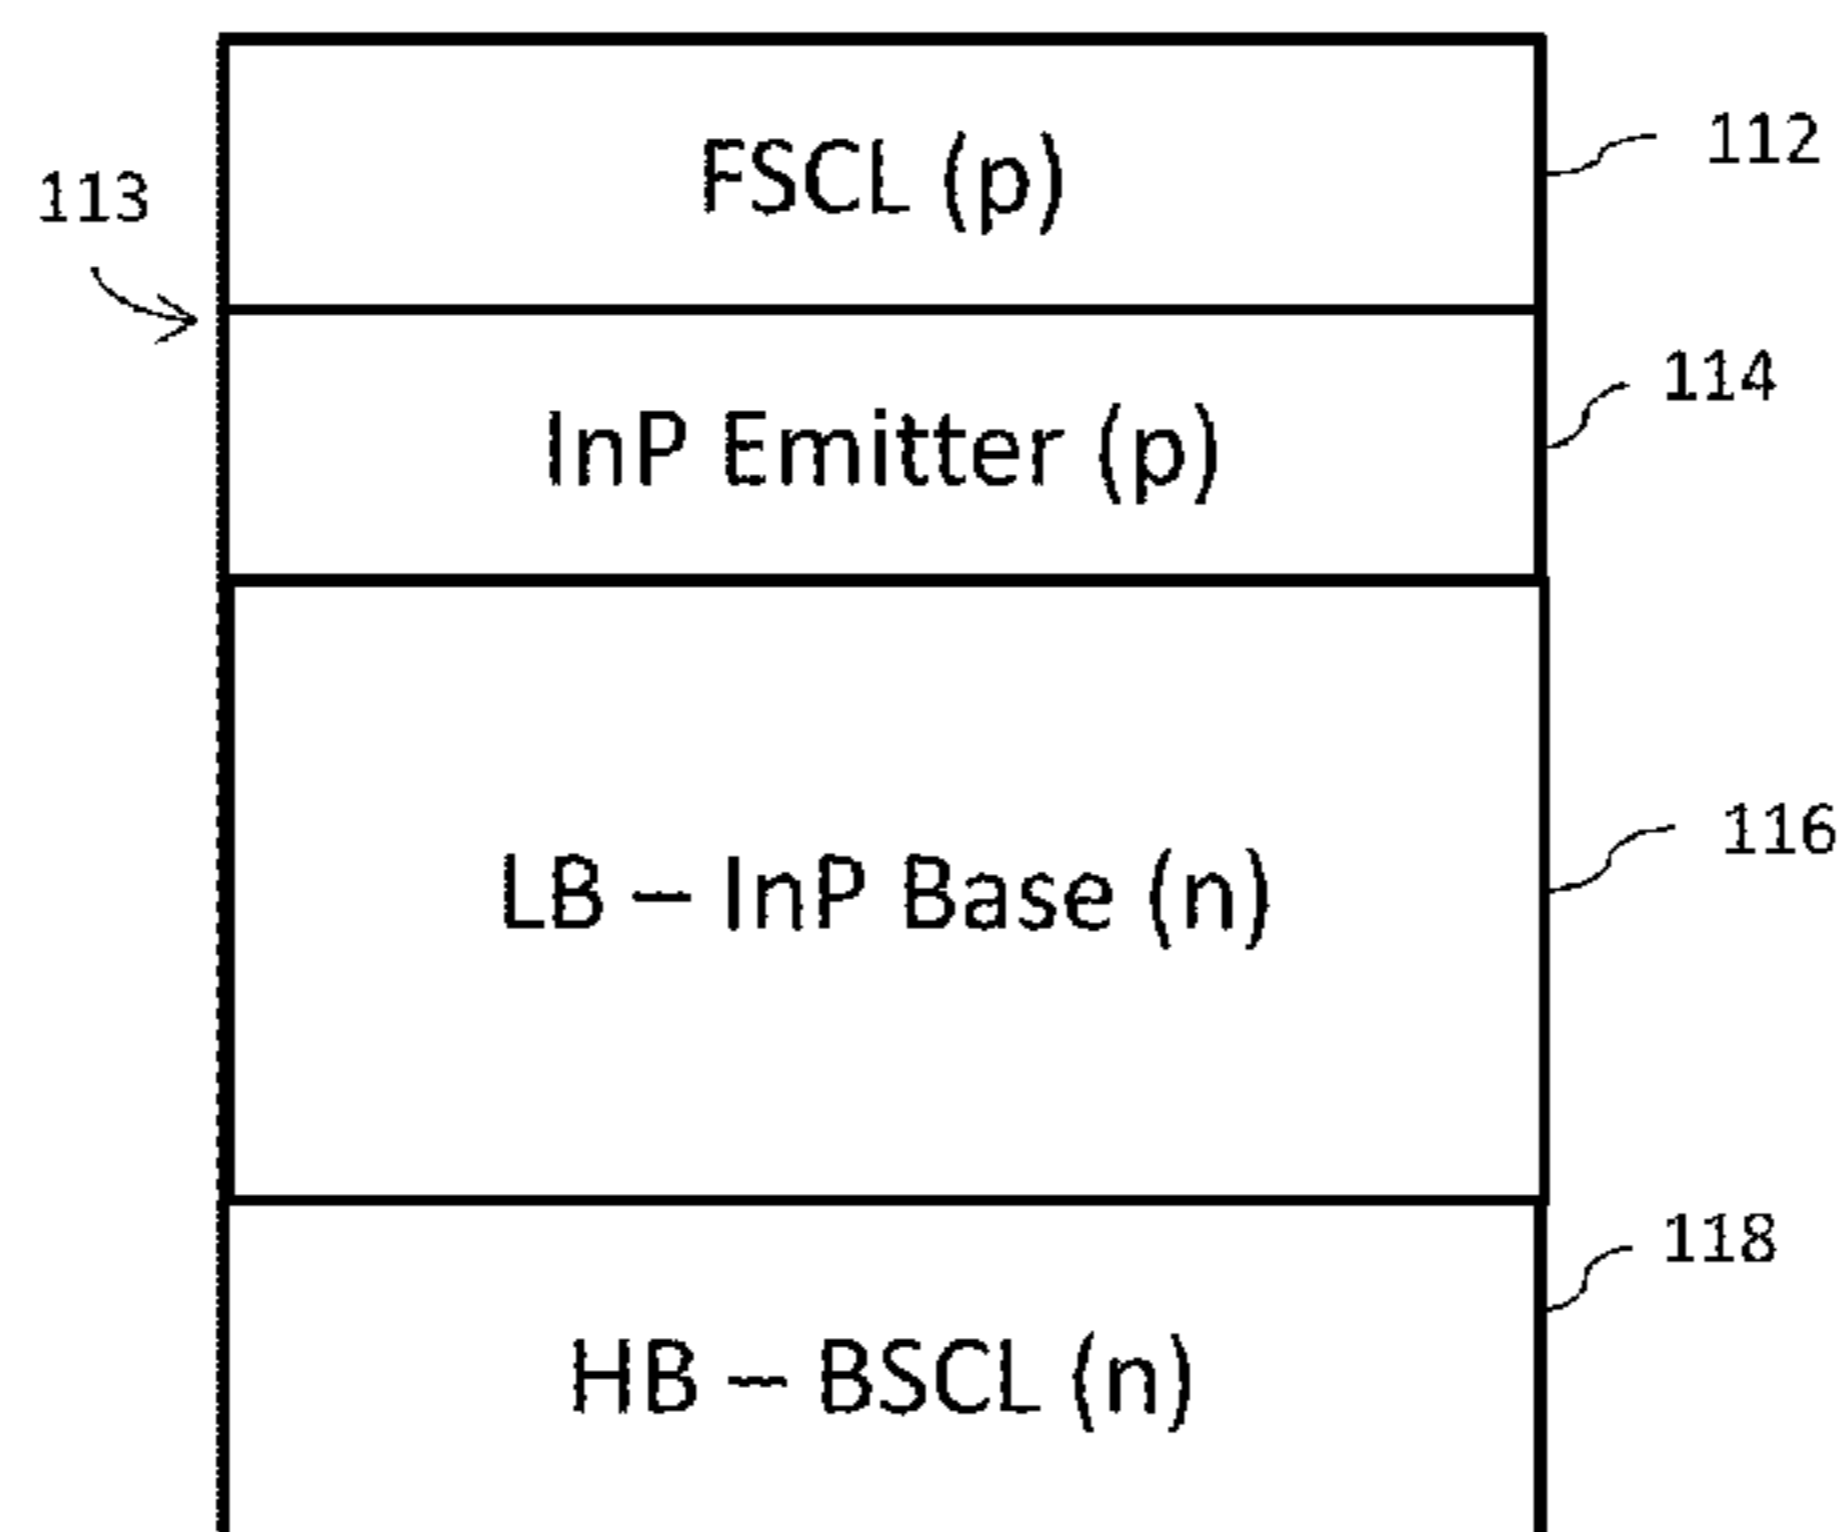 FSCL (p)
112
113
InP Emitter (p)
114
LB – InP Base (n)
116
118
HB – BSCL (n)